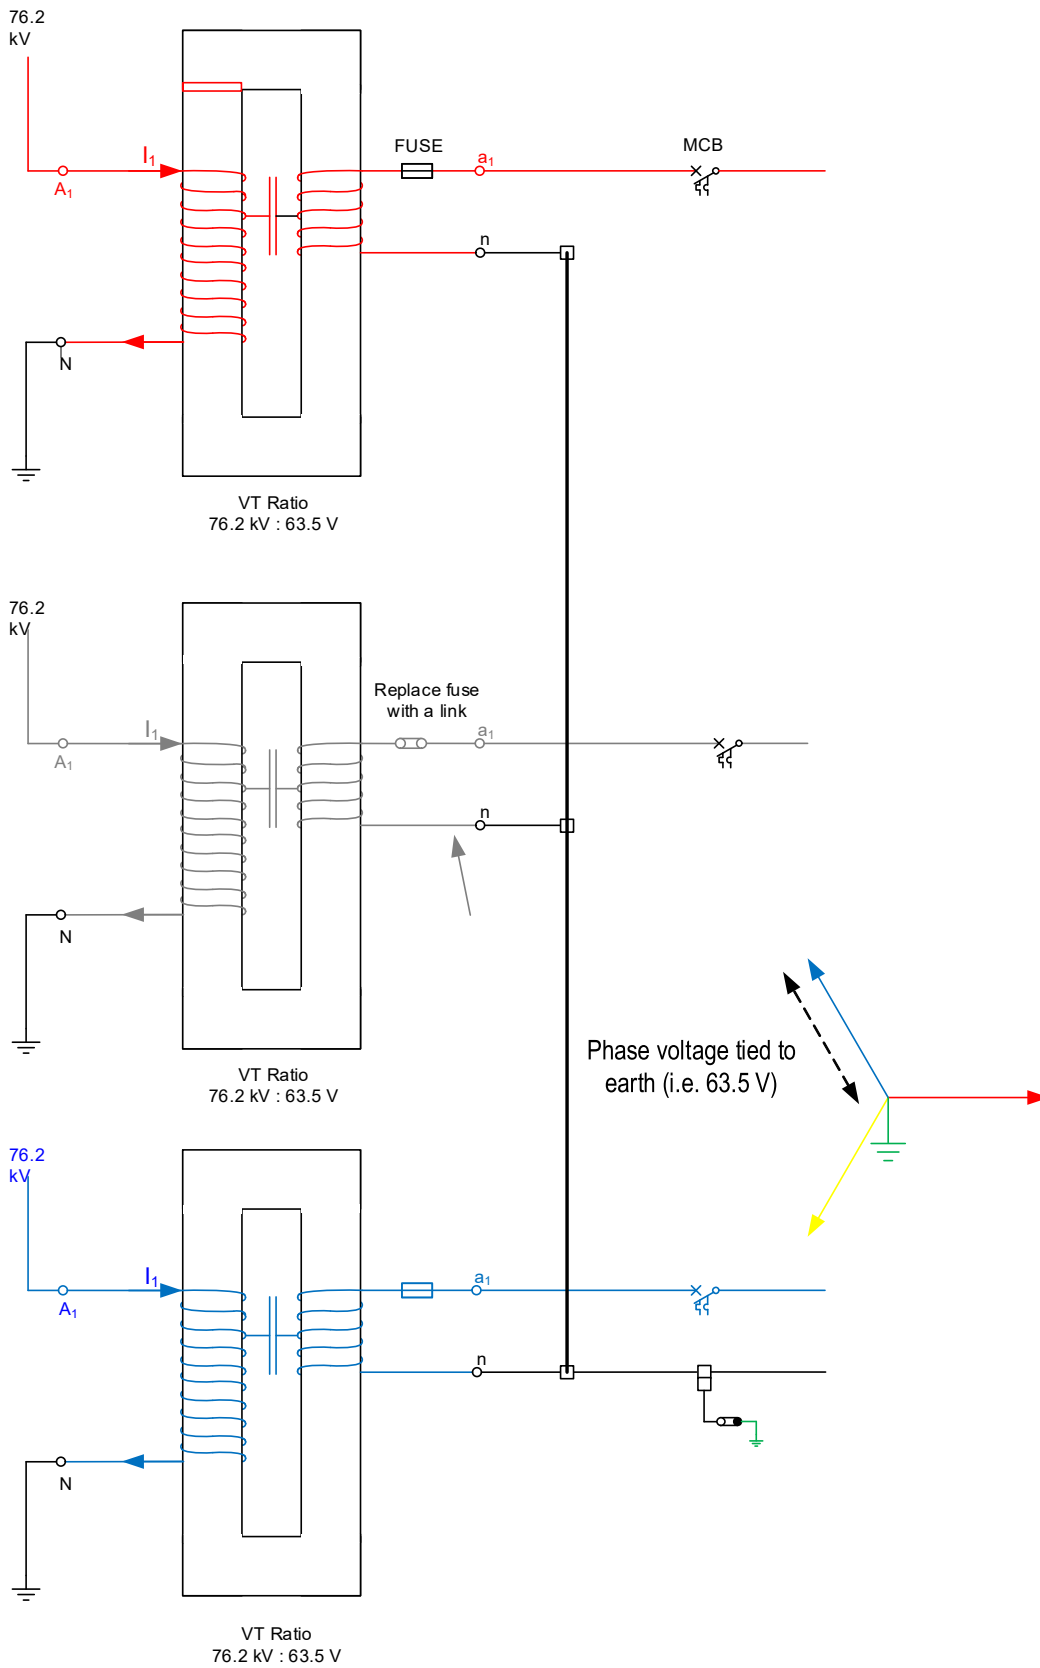 76.2
kV
I1
A1
FUSE
a1
MCB
n
N
VT Ratio
76.2 kV : 63.5 V
76.2
kV
I1
A1
Replace fuse
with a link
a1
n
N
VT Ratio
76.2 kV : 63.5 V
Phase voltage tied to
earth (i.e. 63.5 V)
76.2
kV
I1
A1
a1
n
N
VT Ratio
76.2 kV : 63.5 V